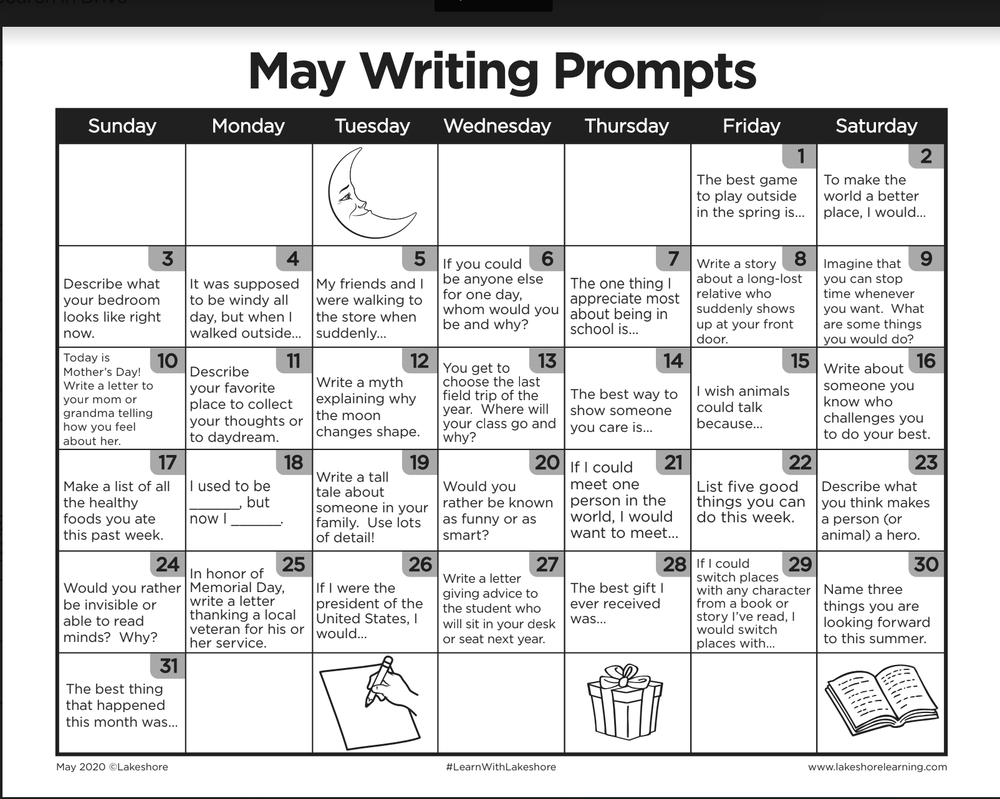 May Writing Prompts
Sunday Monday Tuesday Wednesday Thursday Friday Saturday
1
The best game
to play outside
in the spring is...
2
To make the
world a better
place, I would...
3
Describe what
your bedroom
looks like right
now.
4
It was supposed
to be windy all
day, but when I
walked outside...
5
My friends and I
were walking to
the store when
suddenly...
6
If you could
be anyone else
for one day,
whom would you
be and why?
7
The one thing I
appreciate most
about being in
school is...
8
Write a story
about a long-lost
relative who
suddenly shows
up at your front
door.
9
Imagine that
you can stop
time whenever
you want. What
are some things
you would do?
10
Today is
Mother's Day!
Write a letter to
your mom or
grandma telling
how you feel
about her.
11
Describe
your favorite
place to collect
your thoughts or
to daydream.
12
Write a myth
explaining why
the moon
changes shape.
13
You get to
choose the last
field trip of the
year. Where will
your class go and
why?
14
The best way to
show someone
you care is...
15
I wish animals
could talk
because...
16
Write about
someone you
know who
challenges you
to do your best.
17
Make a list of all
the healthy
foods you ate
this past week.
18
I used to be
______, but
now I ______.
19
Write a tall
tale about
someone in your
family. Use lots
of detail!
20
Would you
rather be known
as funny or as
smart?
21
If I could
meet one
person in the
world, I would
want to meet...
22
List five good
things you can
do this week.
23
Describe what
you think makes
a person (or
animal) a hero.
24
Would you rather
be invisible or
able to read
minds? Why?
25
In honor of
Memorial Day,
write a letter
thanking a local
veteran for his or
her service.
26
If I were the
president of the
United States, I
would...
27
Write a letter
giving advice to
the student who
will sit in your desk
or seat next year.
28
The best gift I
ever received
was...
29
If I could
switch places
with any character
from a book or
story I've read, I
would switch
places with...
30
Name three
things you are
looking forward
to this summer.
31
The best thing
that happened
this month was...
May 2020 ©Lakeshore
#LearnWithLakeshore
www.lakeshorelearning.com